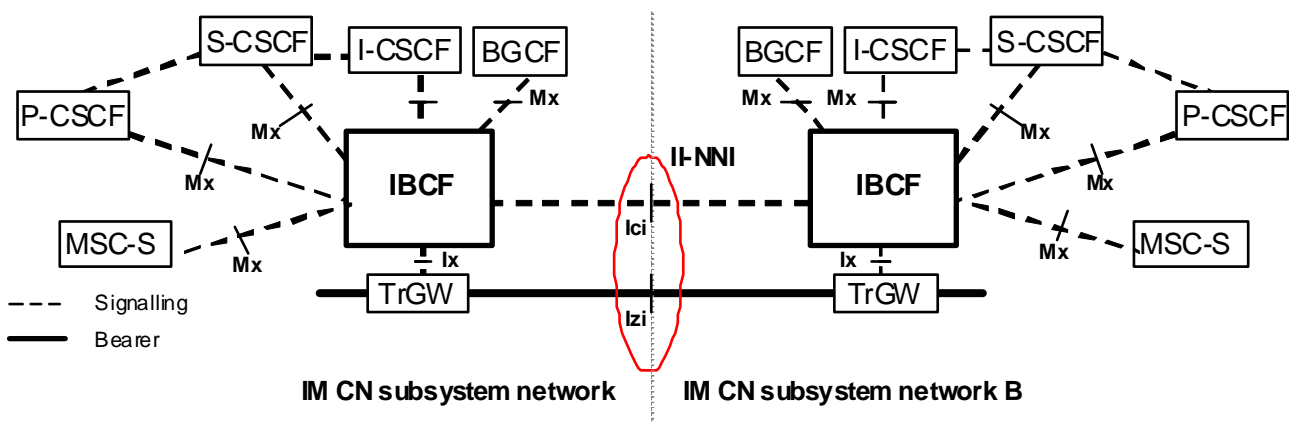 S-CSCF
I-CSCF
BGCF
BGCF
I-CSCF
S-CSCF
P-CSCF
Mx
Mx
Mx
Mx
Mx
P-CSCF
IBCF
II-NNI
IBCF
Mx
Mx
MSC-S
Mx
Ici
Mx
MSC-S
Ix
Ix
TrGW
TrGW
Signalling
Izi
Bearer
IM CN subsystem network
IM CN subsystem network B